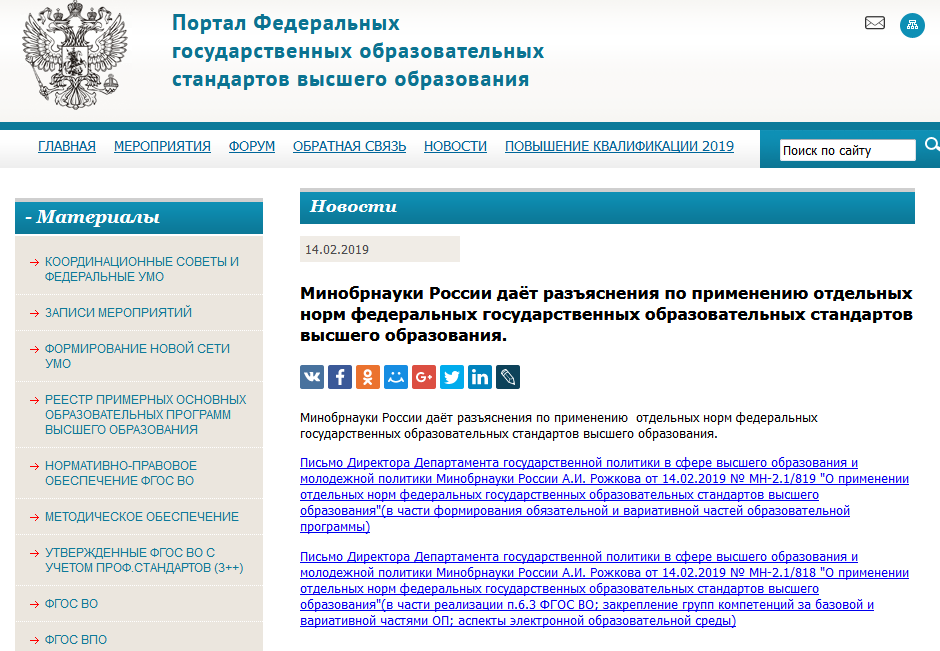 Портал Федеральных
государственных образовательных
стандартов высшего образования
ГЛАВНАЯ МЕРОПРИЯТИЯ ФОРУМ ОБРАТНАЯ СВЯЗЬ НОВОСТИ ПОВЫШЕНИЕ КВАЛИФИКАЦИИ 2019
Поиск по сайту
- Материалы
КООРДИНАЦИОННЫЕ СОВЕТЫ И
ФЕДЕРАЛЬНЫЕ УМО
ЗАПИСИ МЕРОПРИЯТИЙ
ФОРМИРОВАНИЕ НОВОЙ СЕТИ
УМО
РЕЕСТР ПРИМЕРНЫХ ОСНОВНЫХ
ОБРАЗОВАТЕЛЬНЫХ ПРОГРАММ
ВЫСШЕГО ОБРАЗОВАНИЯ
НОРМАТИВНО-ПРАВОВОЕ
ОБЕСПЕЧЕНИЕ ФГОС ВО
МЕТОДИЧЕСКОЕ ОБЕСПЕЧЕНИЕ
УТВЕРЖДЕННЫЕ ФГОС ВО С
УЧЕТОМ ПРОФ.СТАНДАРТОВ (3++)
ФГОС ВО
ФГОС ВПО
Новости
14.02.2019
Минобрнауки России даёт разъяснения по применению отдельных
норм федеральных государственных образовательных стандартов
высшего образования.
Минобрнауки России даёт разъяснения по применению отдельных норм федеральных
государственных образовательных стандартов высшего образования.
Письмо Директора Департамента государственной политики в сфере высшего образования и
молодежной политики Минобрнауки России А.И. Рожкова от 14.02.2019 № МН-2.1/819 "О применении
отдельных норм федеральных государственных образовательных стандартов высшего
образования"(в части формирования обязательной и вариативной частей образовательной
программы)
Письмо Директора Департамента государственной политики в сфере высшего образования и
молодежной политики Минобрнауки России А.И. Рожкова от 14.02.2019 № МН-2.1/818 "О применении
отдельных норм федеральных государственных образовательных стандартов высшего
образования"(в части реализации п.6.3 ФГОС ВО; закрепление групп компетенций за базовой и
вариативной частями ОП; аспекты электронной образовательной среды)